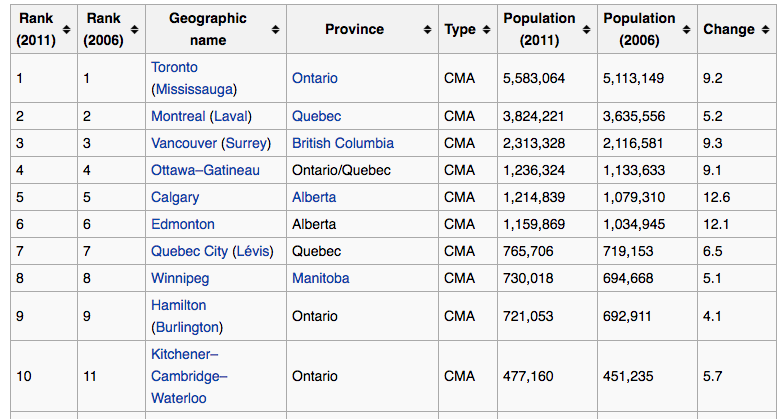 Rank (2011) Rank (2006) Geographic name Province Type Population (2011) Population (2006) Change
1 1 Toronto (Mississauga) Ontario CMA 5,583,064 5,113,149 9.2
2 2 Montreal (Laval) Quebec CMA 3,824,221 3,635,556 5.2
3 3 Vancouver (Surrey) British Columbia CMA 2,313,328 2,116,581 9.3
4 4 Ottawa–Gatineau Ontario/Quebec CMA 1,236,324 1,133,633 9.1
5 5 Calgary Alberta CMA 1,214,839 1,079,310 12.6
6 6 Edmonton Alberta CMA 1,159,869 1,034,945 12.1
7 7 Quebec City (Lévis) Quebec CMA 765,706 719,153 6.5
8 8 Winnipeg Manitoba CMA 730,018 694,668 5.1
9 9 Hamilton (Burlington) Ontario CMA 721,053 692,911 4.1
10 11 Kitchener–Cambridge–Waterloo Ontario CMA 477,160 451,235 5.7